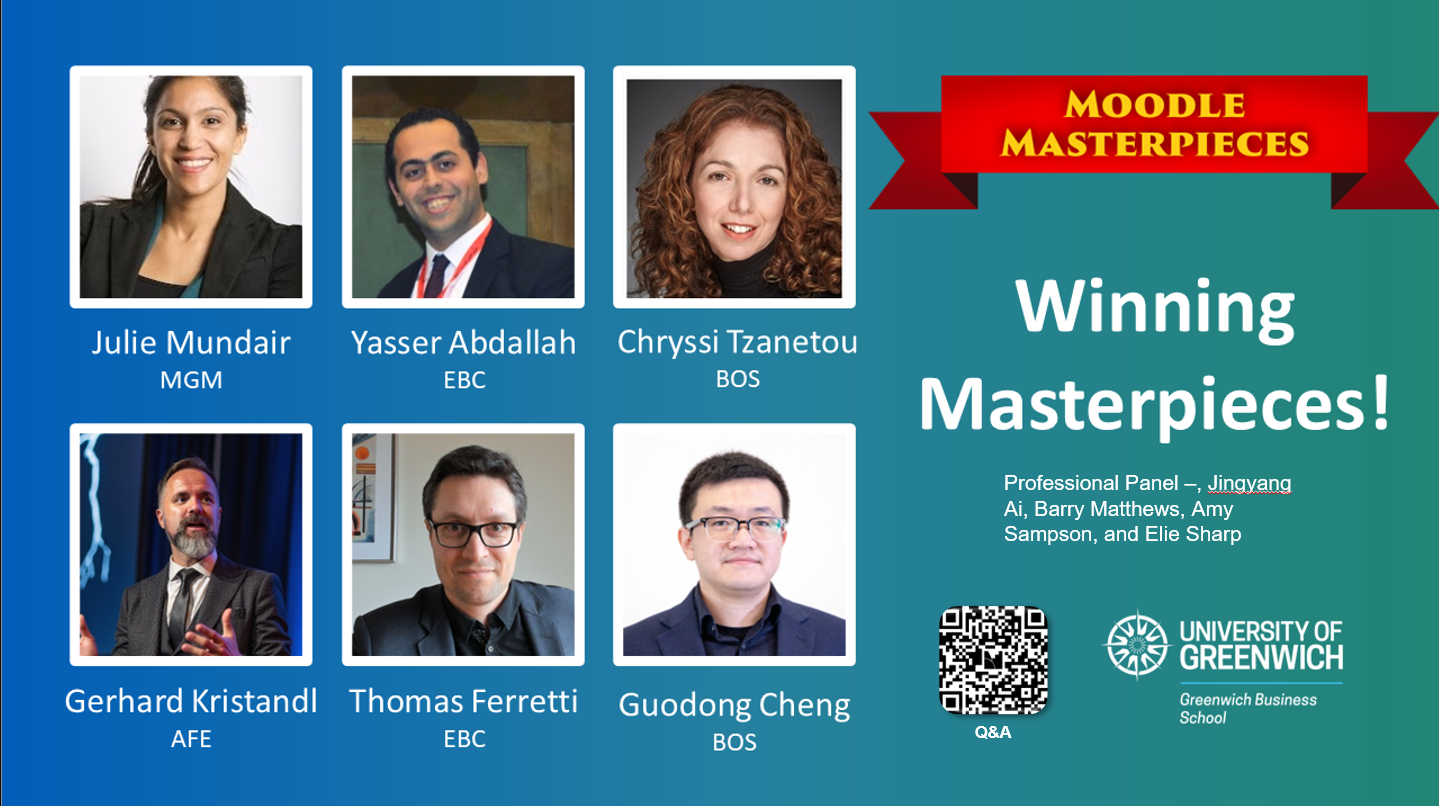 Moodle
Masterpieces
Julie Mundair
MGM
Yasser Abdallah
EBC
Chryssi Tzanetou
BOS
Gerhard Kristandl
AFE
Thomas Ferretti
EBC
Guodong Cheng
BOS
Winning
Masterpieces!
Professional Panel –, Jingyang
Ai, Barry Matthews, Amy
Sampson, and Elie Sharp
Q&A
UNIVERSITY OF
GREENWICH
Greenwich Business
School